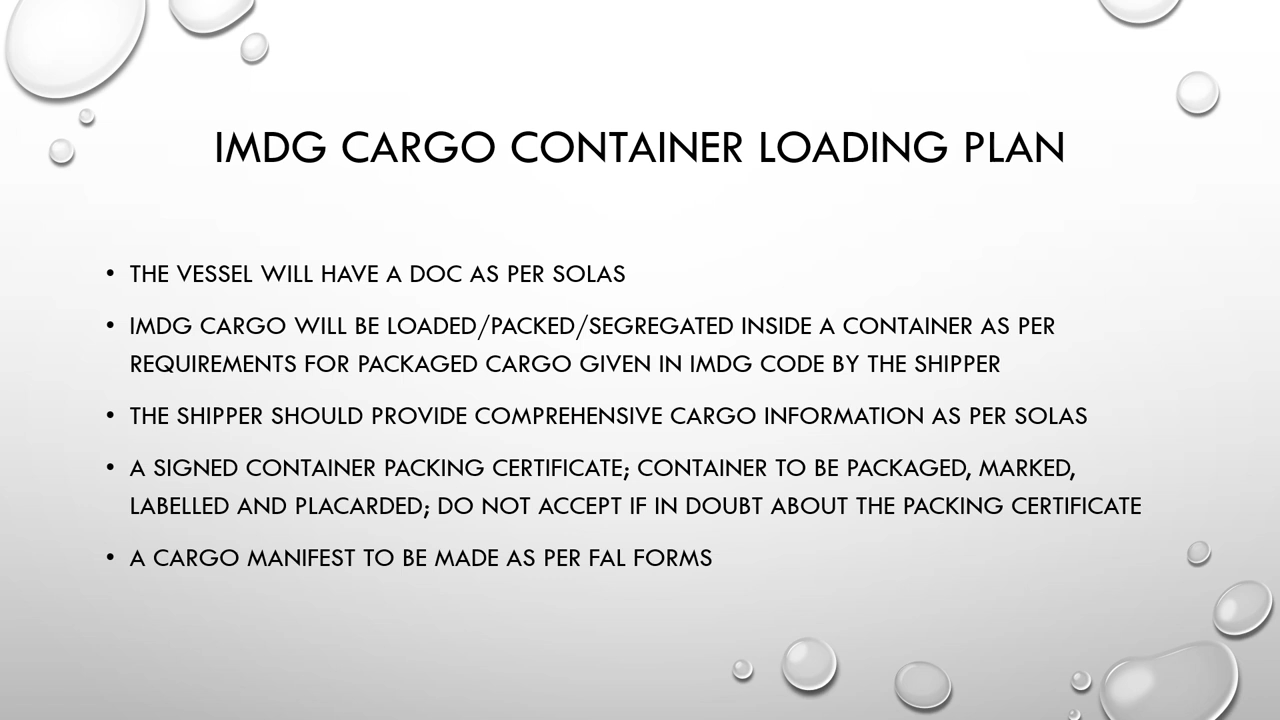 IMDG CARGO CONTAINER LOADING PLAN
• THE VESSEL WILL HAVE A DOC AS PER SOLAS
• IMDG CARGO WILL BE LOADED/PACKED/SEGREGATED INSIDE A CONTAINER AS PER
REQUIREMENTS FOR PACKAGED CARGO GIVEN IN IMDG CODE BY THE SHIPPER
• THE SHIPPER SHOULD PROVIDE COMPREHENSIVE CARGO INFORMATION AS PER SOLAS
• A SIGNED CONTAINER PACKING CERTIFICATE; CONTAINER TO BE PACKAGED, MARKED,
LABELLED AND PLACARDED; DO NOT ACCEPT IF IN DOUBT ABOUT THE PACKING CERTIFICATE
• A CARGO MANIFEST TO BE MADE AS PER FAL FORMS